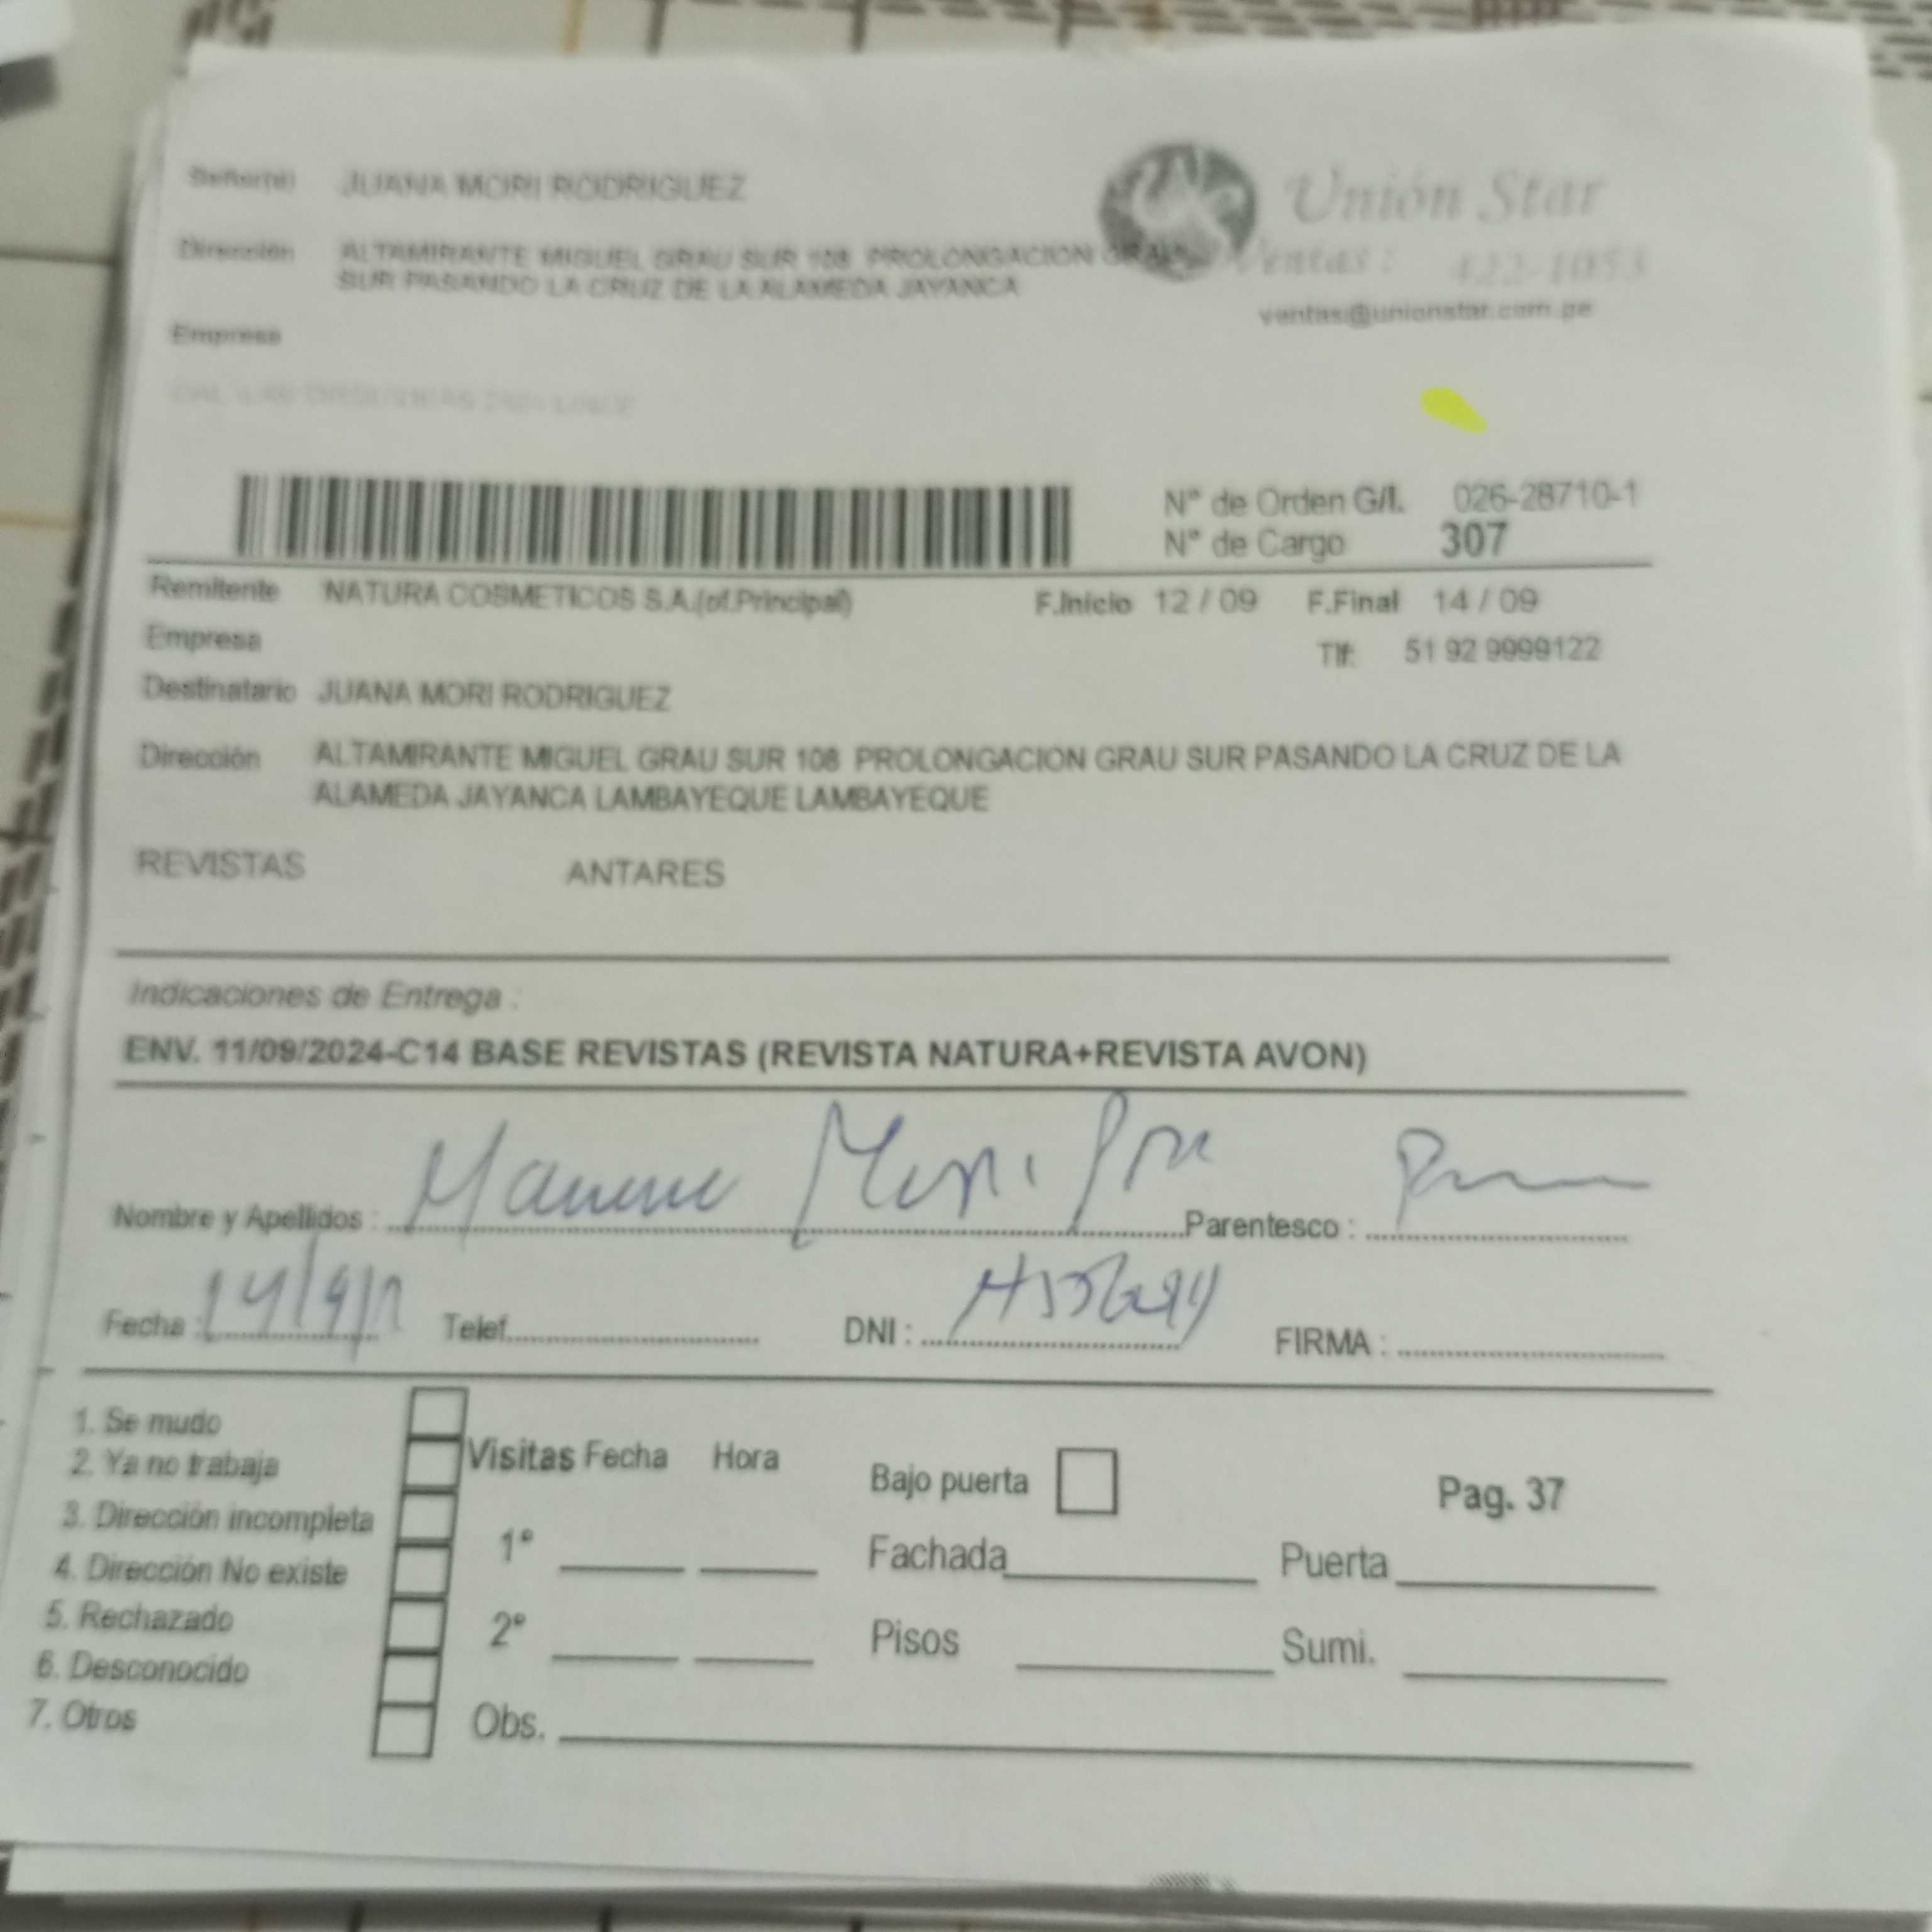 Señor(a) JUANA MORI RODRIGUEZ
Unión Star
Dirección ALTAMIRANTE MIGUEL GRAU SUR 108 PROLONGACION GRAU
Ventas: 422-1053
SUR PASANDO LA CRUZ DE LA ALAMEDA JAYANCA
ventas@unionstar.com.pe
Empresa
N° de Orden G/I. 026-28710-1
N° de Cargo 307
Remitente NATURA COSMETICOS S.A.(of.Principal) F.Inicio 12 / 09 F.Final 14 / 09
Empresa Tlf: 51 92 9999122
Destinatario JUANA MORI RODRIGUEZ
Dirección ALTAMIRANTE MIGUEL GRAU SUR 108 PROLONGACION GRAU SUR PASANDO LA CRUZ DE LA
ALAMEDA JAYANCA LAMBAYEQUE LAMBAYEQUE
REVISTAS ANTARES
Indicaciones de Entrega :
ENV. 11/09/2024-C14 BASE REVISTAS (REVISTA NATURA+REVISTA AVON)
Nombre y Apellidos : Mori Parentesco :
Fecha : 14/9/ Telef. DNI : FIRMA :
1. Se mudo
2. Ya no trabaja
3. Dirección incompleta
4. Dirección No existe
5. Rechazado
6. Desconocido
7. Otros
Visitas Fecha Hora
1°
2°
Obs.
Bajo puerta Pag. 37
Fachada Puerta
Pisos Sumi.